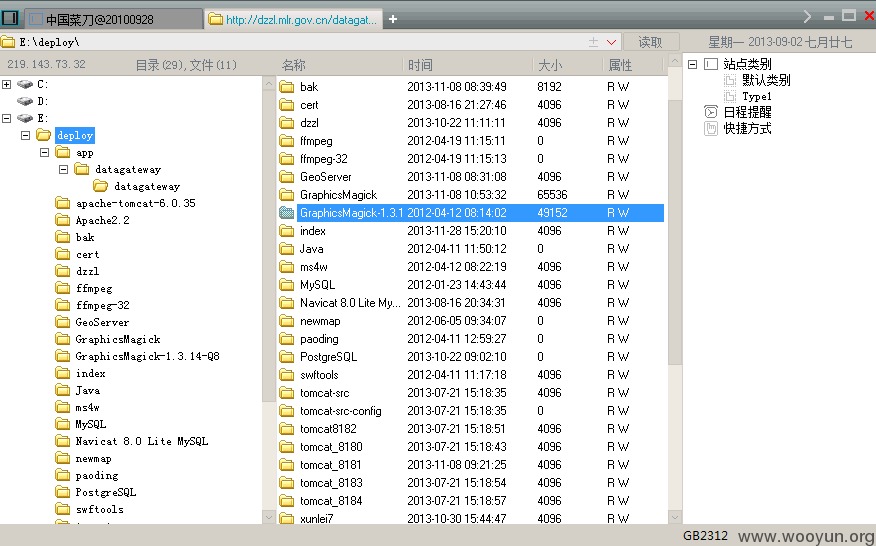 中国菜刀@20100928
http://dzzl.mlr.gov.cn/datagat...
E:\deploy\
读取
星期一 2013-09-02 七月廿七
219.143.73.32 目录(29),文件(11)
名称 时间 大小 属性
C:
D:
E:
deploy
app
datagateway
datagateway
apache-tomcat-6.0.35
Apache2.2
bak
cert
dzzl
ffmpeg
ffmpeg-32
GeoServer
GraphicsMagick
GraphicsMagick-1.3.14-Q8
index
Java
ms4w
MySQL
Navicat 8.0 Lite MySQL
newmap
paoding
PostgreSQL
swftools
bak 2013-11-08 08:39:49 8192 R W
cert 2013-08-16 21:27:46 4096 R W
dzzl 2013-10-22 11:11:11 4096 R W
ffmpeg 2012-04-19 11:15:11 0 R W
ffmpeg-32 2012-04-19 11:15:13 0 R W
GeoServer 2013-11-08 08:31:08 4096 R W
GraphicsMagick 2013-11-08 10:53:32 65536 R W
GraphicsMagick-1.3.1 2012-04-12 08:14:02 49152 R W
index 2013-11-28 15:20:10 4096 R W
Java 2012-04-11 11:50:12 0 R W
ms4w 2012-04-12 08:22:19 4096 R W
MySQL 2012-01-23 14:43:44 4096 R W
Navicat 8.0 Lite My... 2013-08-16 20:34:31 4096 R W
newmap 2012-06-05 09:34:07 0 R W
paoding 2012-04-11 12:59:27 0 R W
PostgreSQL 2013-10-22 09:02:10 0 R W
swftools 2012-04-11 11:17:18 4096 R W
tomcat-src 2013-07-21 15:18:35 4096 R W
tomcat-src-config 2013-07-21 15:18:35 0 R W
tomcat8182 2013-07-21 15:18:51 4096 R W
tomcat_8180 2013-07-21 15:18:43 4096 R W
tomcat_8181 2013-11-08 09:21:25 4096 R W
tomcat_8183 2013-07-21 15:18:54 4096 R W
tomcat_8184 2013-07-21 15:18:57 4096 R W
xunlei7 2013-10-30 15:44:47 4096 R W
站点类别
默认类别
Type1
日程提醒
快捷方式
GB2312
www.wooyun.org